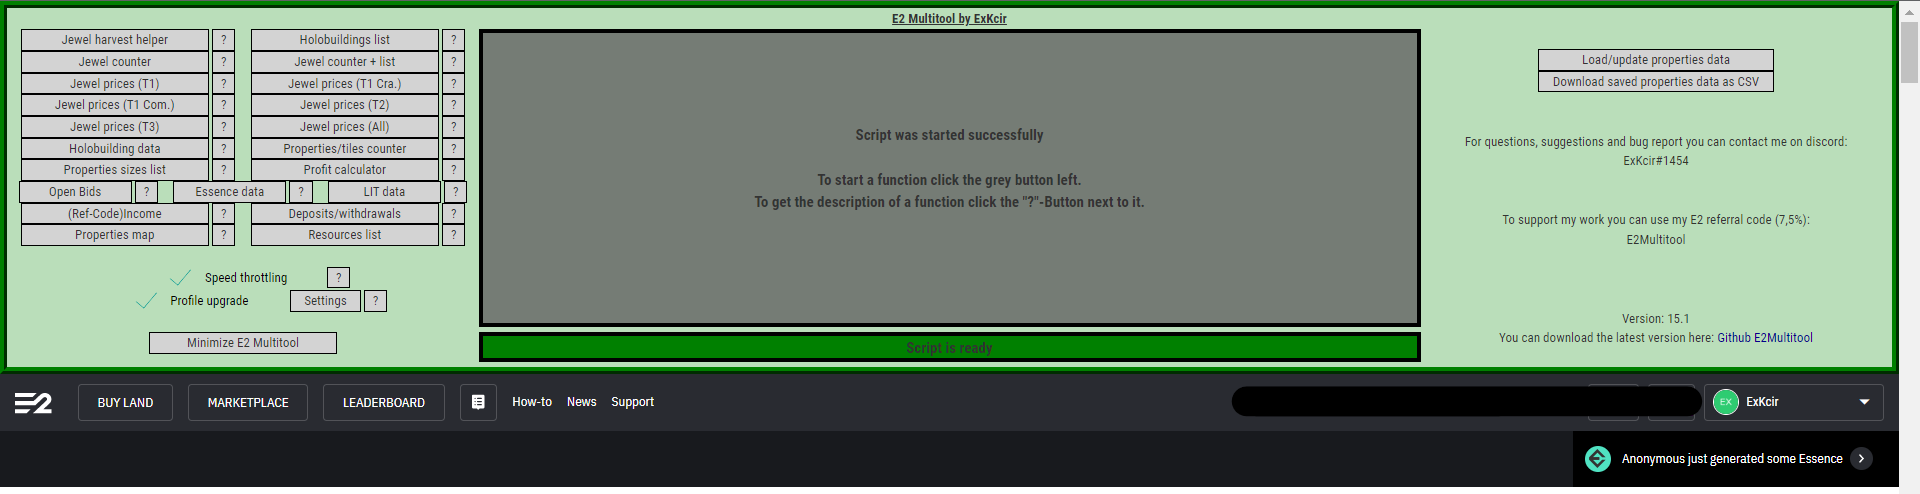 E2 Multitool by ExKcir
Jewel harvest helper ? Holobuildings list ?
Jewel counter ? Jewel counter + list ?
Jewel prices (T1) ? Jewel prices (T1 Cra.) ?
Jewel prices (T1 Com.) ? Jewel prices (T2) ?
Jewel prices (T3) ? Jewel prices (All) ?
Holobuilding data ? Properties/tiles counter ?
Properties sizes list ? Profit calculator ?
Open Bids ? Essence data ? LIT data ?
(Ref-Code)Income ? Deposits/withdrawals ?
Properties map ? Resources list ?
Speed throttling ?
Profile upgrade Settings ?
Minimize E2 Multitool
Script was started successfully
To start a function click the grey button left.
To get the description of a function click the "?"-Button next to it.
Script is ready
Load/update properties data
Download saved properties data as CSV
For questions, suggestions and bug report you can contact me on discord:
ExKcir#1454
To support my work you can use my E2 referral code (7,5%):
E2Multitool
Version: 15.1
You can download the latest version here: Github E2Multitool
E2 BUY LAND MARKETPLACE LEADERBOARD How-to News Support EX ExKcir
Anonymous just generated some Essence